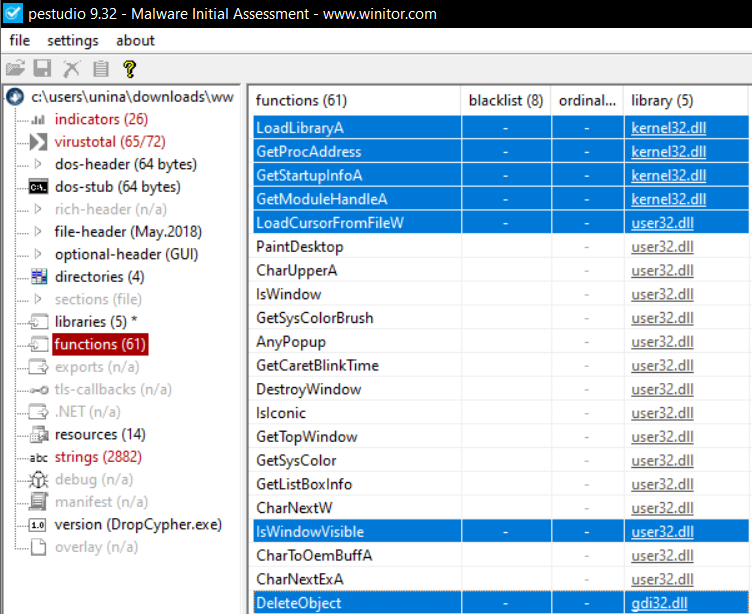 pestudio 9.32 - Malware Initial Assessment - www.winitor.com
file settings about
c:\users\unina\downloads\ww
indicators (26)
virustotal (65/72)
dos-header (64 bytes)
dos-stub (64 bytes)
rich-header (n/a)
file-header (May.2018)
optional-header (GUI)
directories (4)
sections (file)
libraries (5) *
functions (61)
exports (n/a)
tls-callbacks (n/a)
.NET (n/a)
resources (14)
abc strings (2882)
debug (n/a)
manifest (n/a)
1.0 version (DropCypher.exe)
overlay (n/a)
functions (61) blacklist (8) ordinal... library (5)
LoadLibraryA - - kernel32.dll
GetProcAddress - - kernel32.dll
GetStartupInfoA - - kernel32.dll
GetModuleHandleA - - kernel32.dll
LoadCursorFromFileW - - user32.dll
PaintDesktop - user32.dll
CharUpperA - user32.dll
IsWindow - user32.dll
GetSysColorBrush - user32.dll
AnyPopup - user32.dll
GetCaretBlinkTime - user32.dll
DestroyWindow - user32.dll
IsIconic - user32.dll
GetTopWindow - user32.dll
GetSysColor - user32.dll
GetListBoxInfo - user32.dll
CharNextW - user32.dll
IsWindowVisible - - user32.dll
CharToOemBuffA - user32.dll
CharNextExA - user32.dll
DeleteObject - - gdi32.dll